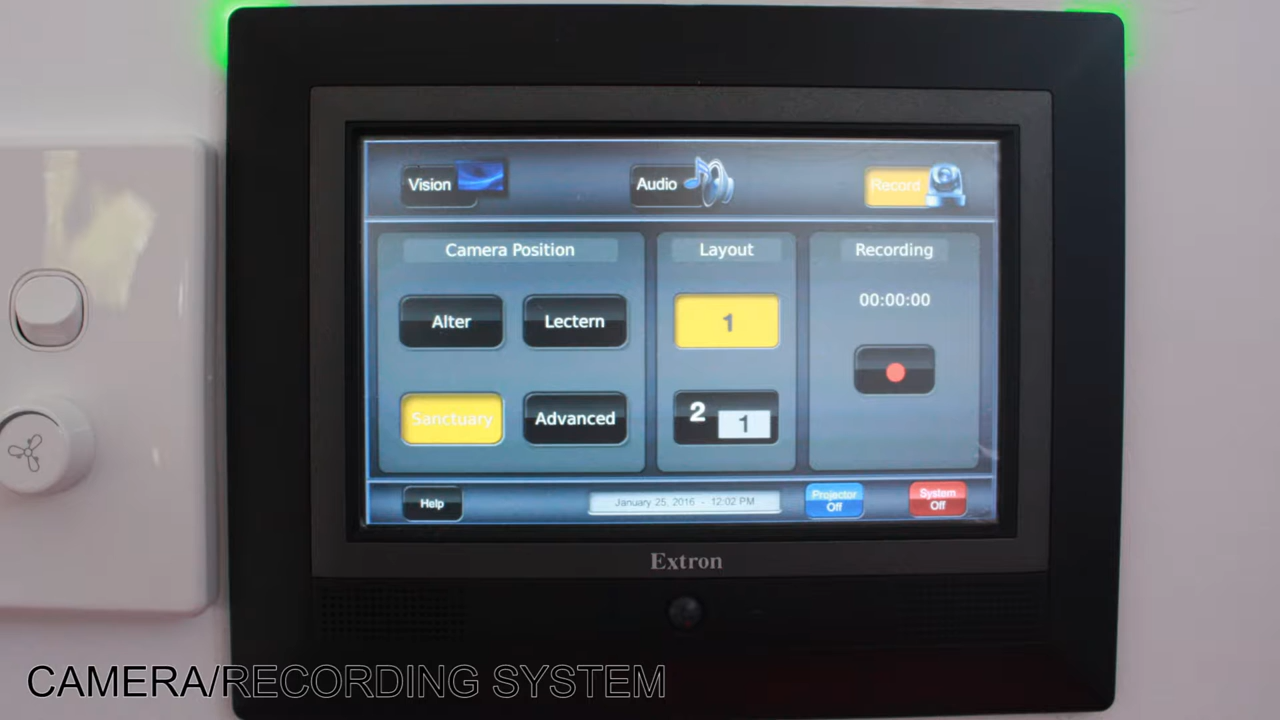 Vision
Audio
Record
Camera Position
Layout
Recording
Alter
Lectern
1
00:00:00
Sanctuary
Advanced
2
1
Help
January 25, 2016 - 12:02 PM
Projector
Off
System
Off
Extron
CAMERA/RECORDING SYSTEM